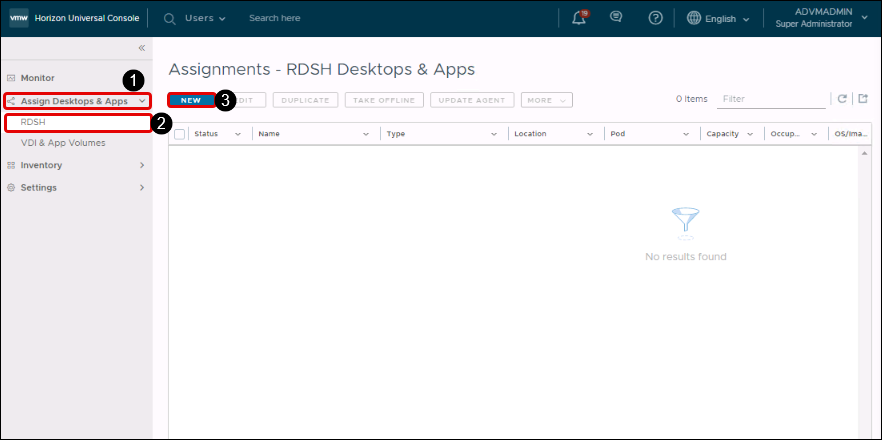 vmw Horizon Universal Console Users Search here 19 ? English ADVMADMIN
Super Administrator
«
Monitor
1
Assign Desktops & Apps
RDSH
2
VDI & App Volumes
Inventory
Settings
Assignments - RDSH Desktops & Apps
NEW 3 DIT DUPLICATE TAKE OFFLINE UPDATE AGENT MORE 0 Items Filter
Status Name Type Location Pod Capacity Occup... OS/Ima...
No results found